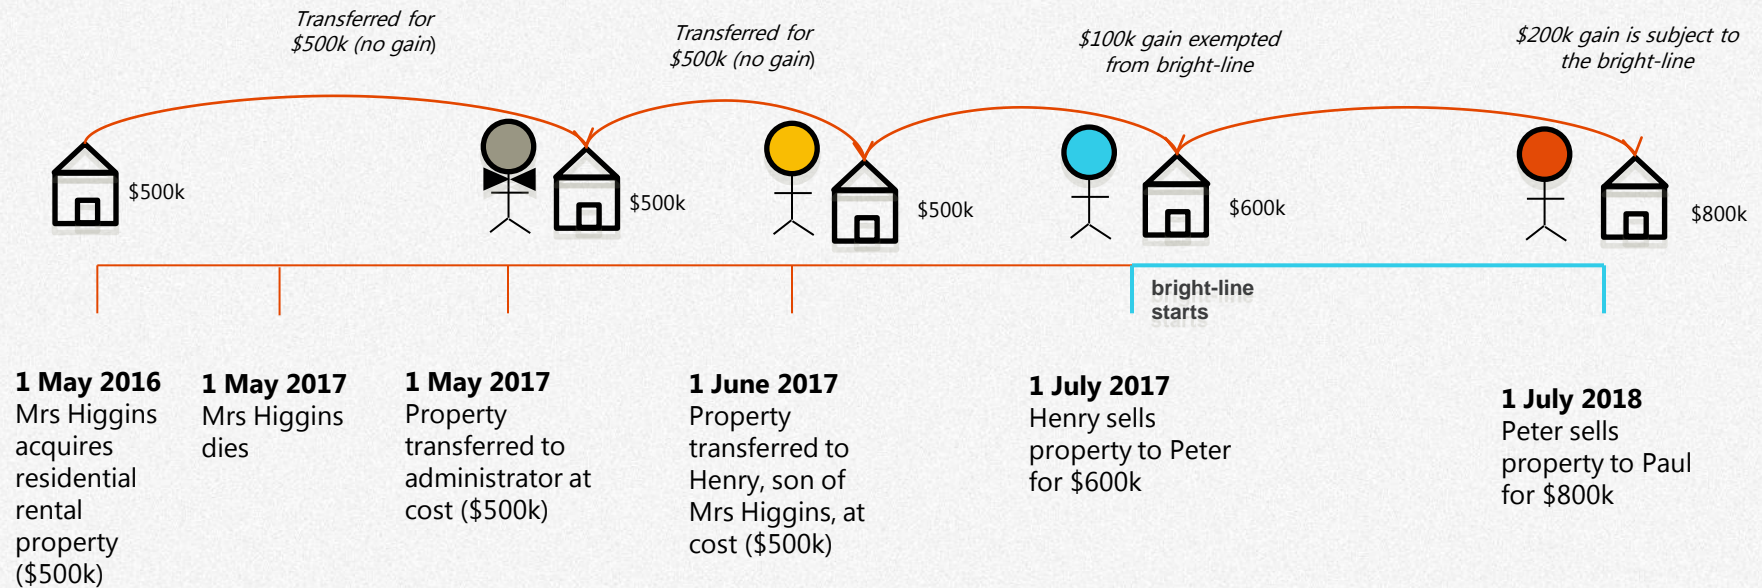 Transferred for
$500k (no gain)
Transferred for
$500k (no gain)
$100k gain exempted
from bright-line
$200k gain is subject to
the bright-line
$500k
$500k
$500k
$600k
$800k
bright-line
starts
1 May 2016
Mrs Higgins
acquires
residential
rental
property
($500k)
1 May 2017
Mrs Higgins
dies
1 May 2017
Property
transferred to
administrator at
cost ($500k)
1 June 2017
Property
transferred to
Henry, son of
Mrs Higgins, at
cost ($500k)
1 July 2017
Henry sells
property to Peter
for $600k
1 July 2018
Peter sells
property to Paul
for $800k